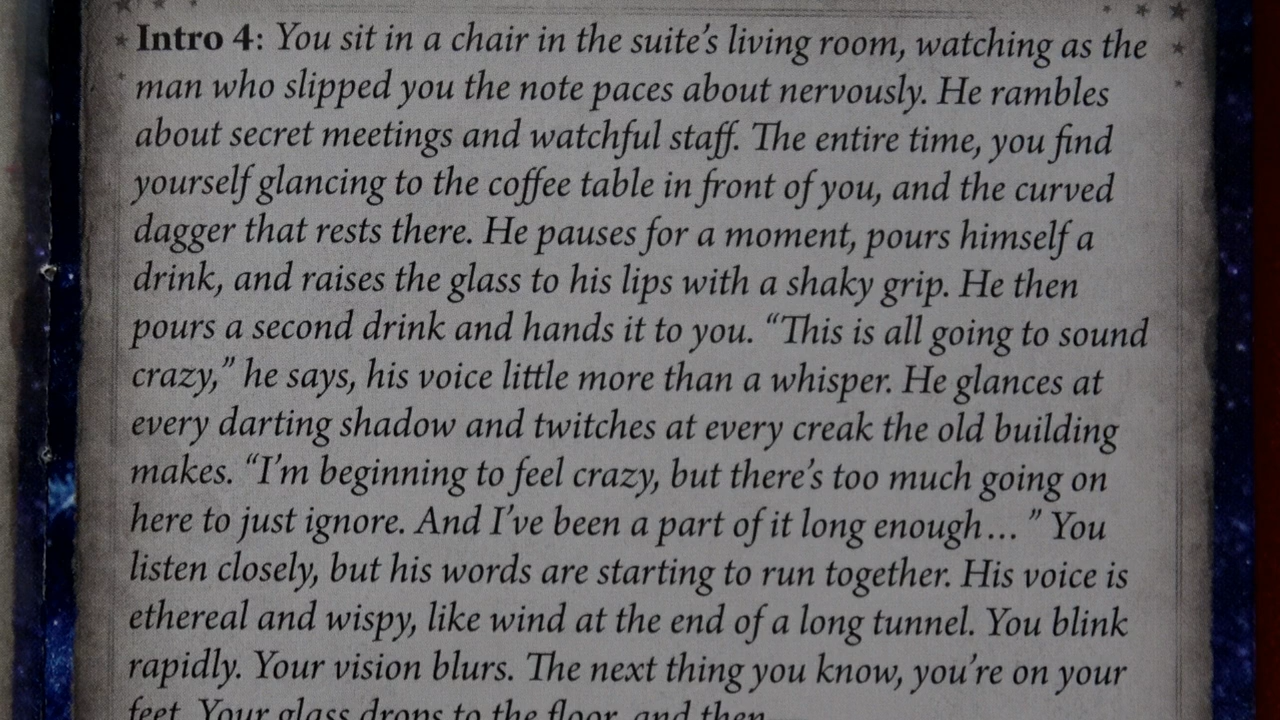 Intro 4: You sit in a chair in the suite’s living room, watching as the
man who slipped you the note paces about nervously. He rambles
about secret meetings and watchful staff. The entire time, you find
yourself glancing to the coffee table in front of you, and the curved
dagger that rests there. He pauses for a moment, pours himself a
drink, and raises the glass to his lips with a shaky grip. He then
pours a second drink and hands it to you. “This is all going to sound
crazy,” he says, his voice little more than a whisper. He glances at
every darting shadow and twitches at every creak the old building
makes. “I’m beginning to feel crazy, but there’s too much going on
here to just ignore. And I’ve been a part of it long enough… ” You
listen closely, but his words are starting to run together. His voice is
ethereal and wispy, like wind at the end of a long tunnel. You blink
rapidly. Your vision blurs. The next thing you know, you’re on your
feet. Your glass drops to the floor, and then